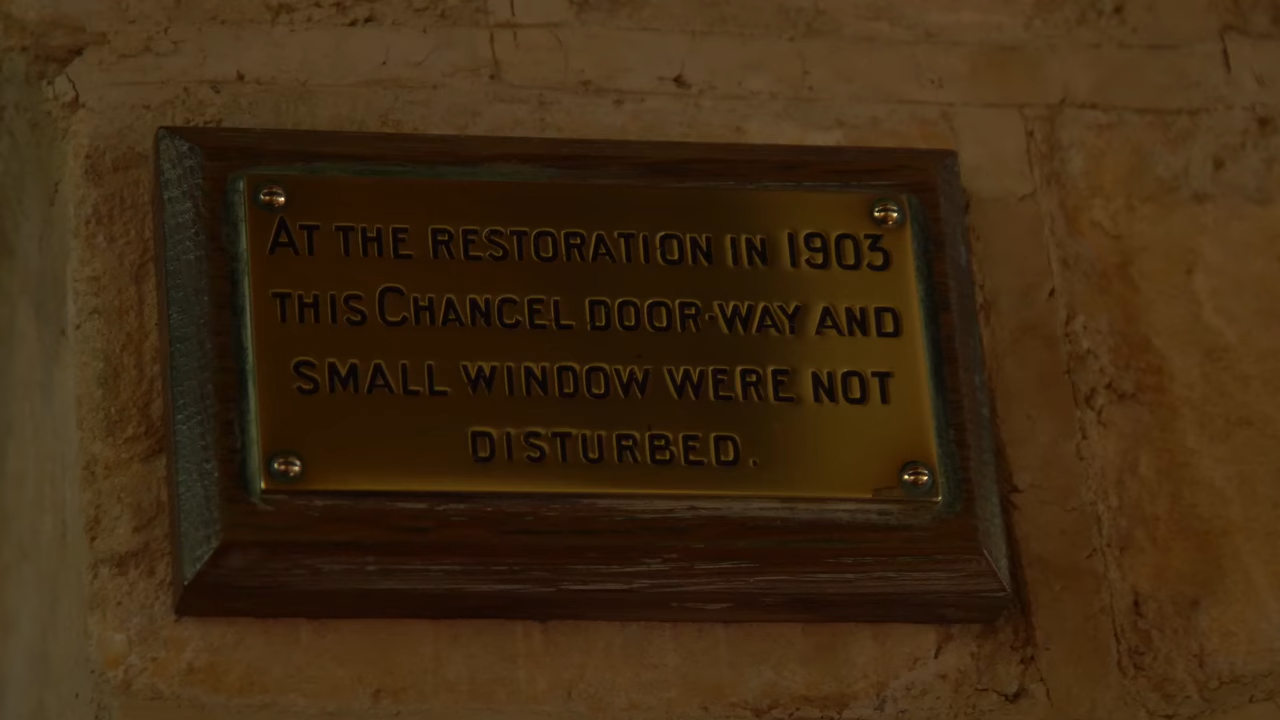 At the restoration in 1903
this Chancel door-way and
small window were not
disturbed.